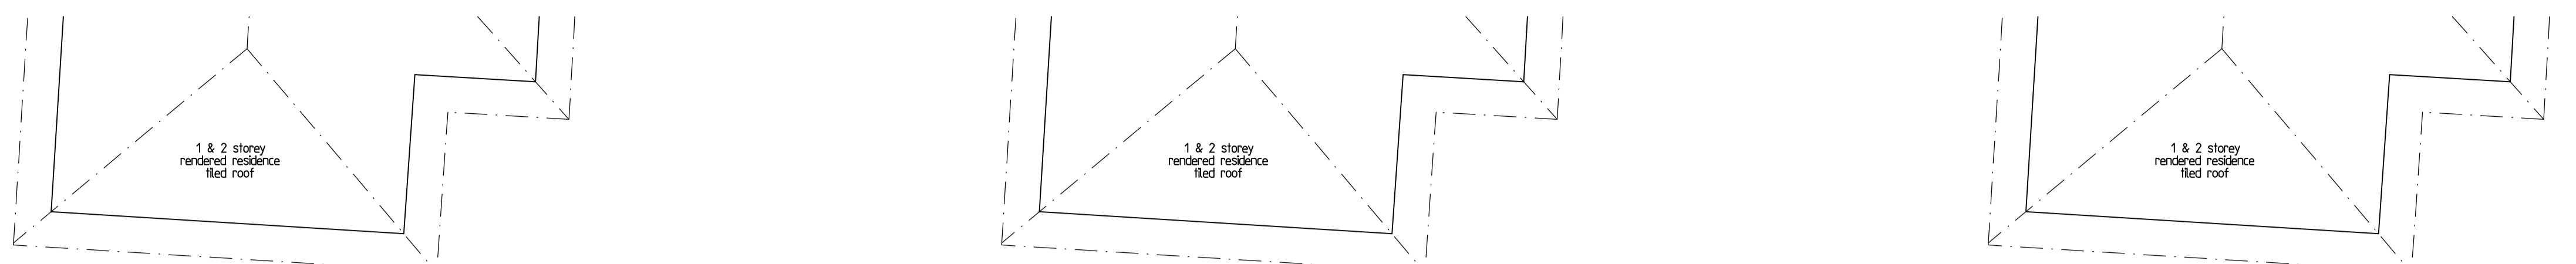 1 & 2 storey
rendered residence
tiled roof
1 & 2 storey
rendered residence
tiled roof
1 & 2 storey
rendered residence
tiled roof